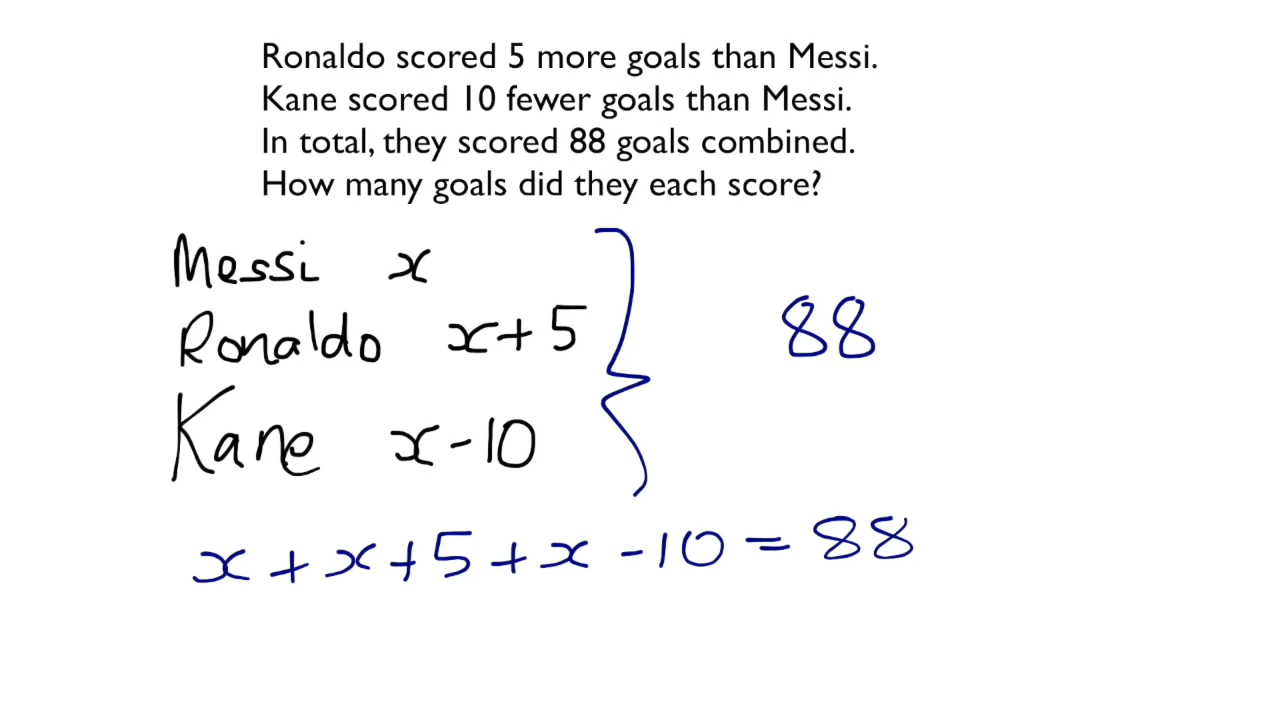 Ronaldo scored 5 more goals than Messi.
Kane scored 10 fewer goals than Messi.
In total, they scored 88 goals combined.
How many goals did they each score?
Messi x
Ronaldo x+5
Kane x-10
88
x+x+5+x-10=88